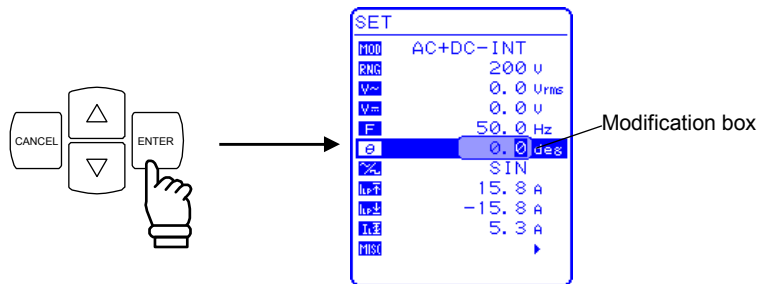 CANCEL
ENTER
SET
MOD AC+DC-INT
RNG 200 V
V~ 0.0 Vrms
V⎓ 0.0 V
F 50.0 Hz
θ 0.0 deg
SIN
15.8 A
-15.8 A
5.3 A
MISC
Modification box